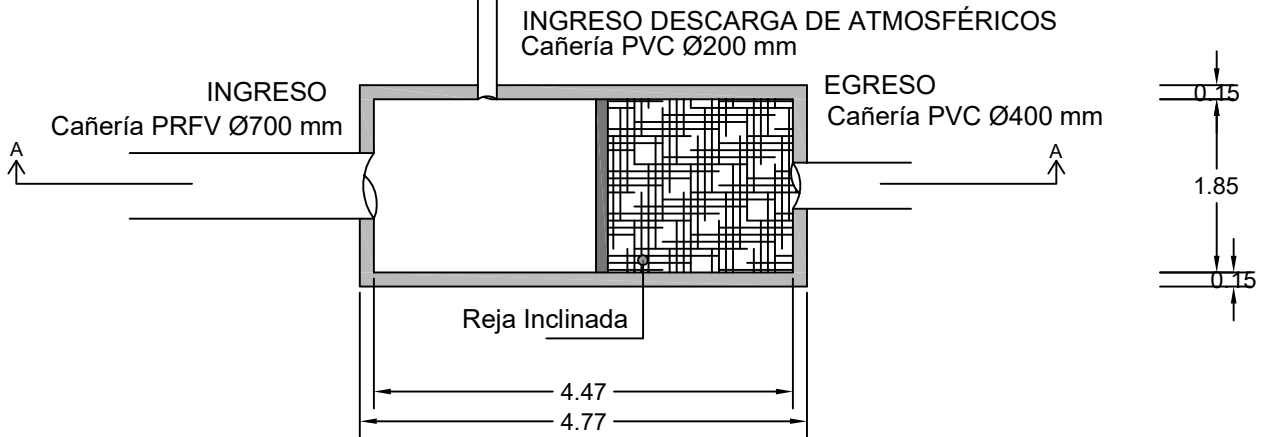 INGRESO DESCARGA DE ATMOSFÉRICOS
Cañería PVC Ø200 mm
INGRESO
Cañería PRFV Ø700 mm
EGRESO
Cañería PVC Ø400 mm
A
A
0.15
1.85
0.15
Reja Inclinada
4.47
4.77